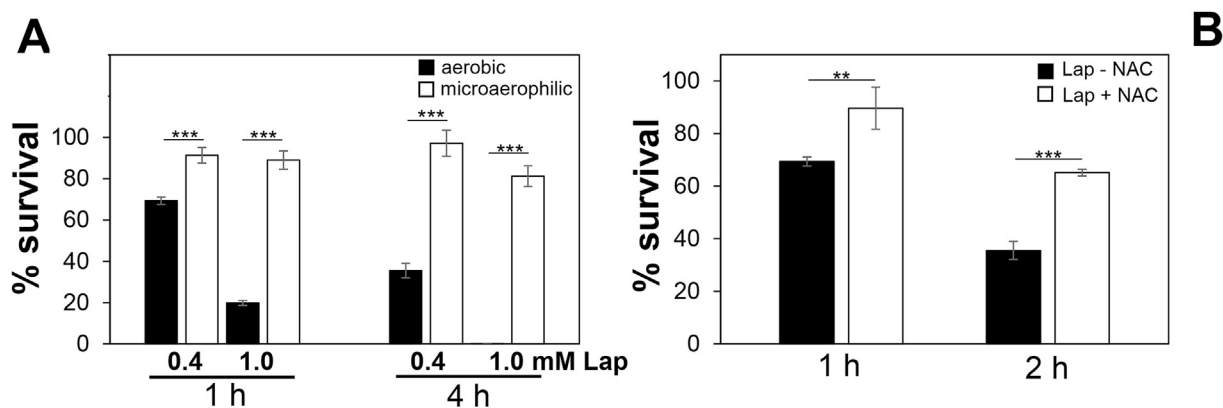 A
% survival
100
80
60
40
20
0
aerobic
microaerophilic
***
***
***
***
0.4 1.0 0.4 1.0 mM Lap
1 h 4 h
B
% survival
100
80
60
40
20
0
Lap - NAC
Lap + NAC
**
***
1 h 2 h